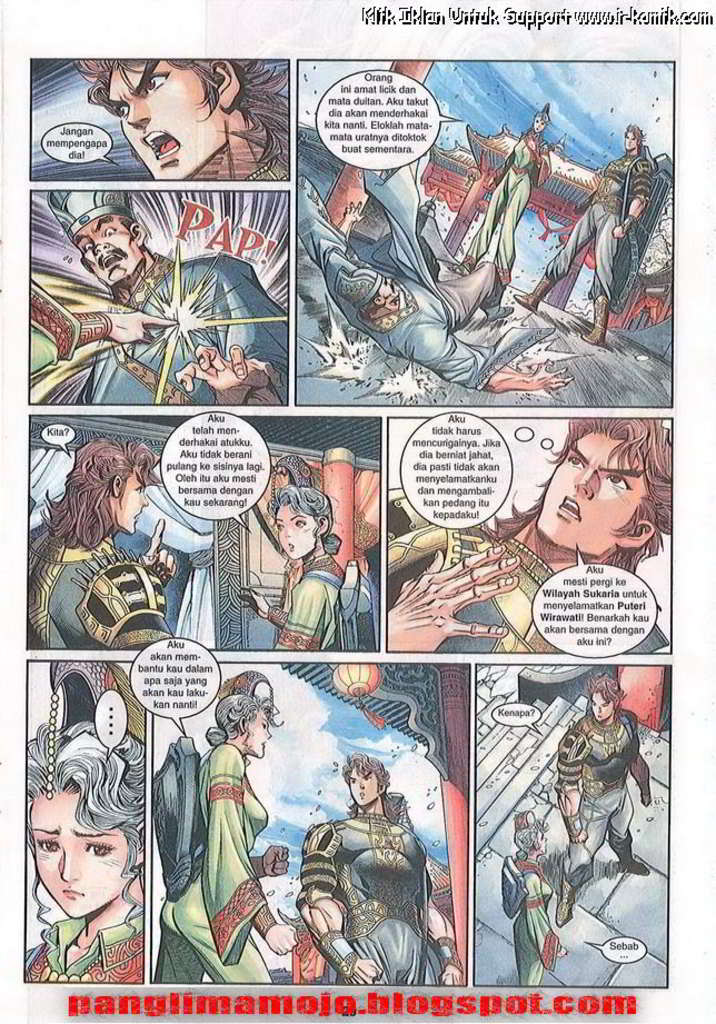 Klik Iklan Untuk Support www.ir-komik.com
Jangan
mempengapa
dia!
PAP!
Orang
ini amat licik dan
mata duitan. Aku takut
dia akan menderhakai
kita nanti. Eloklah mata-
mata uratnya ditoktok
buat sementara.
Kita?
Aku
telah men-
derhakai atukku.
Aku tidak berani
pulang ke sisinya lagi.
Oleh itu aku mesti
bersama dengan
kau sekarang!
Aku
tidak harus
mencurigainya. Jika
dia berniat jahat,
dia pasti tidak akan
menyelamatkanku
dan mengambali-
kan pedang itu
kepadaku!
Aku
mesti pergi ke
Wilayah Sukaria untuk
menyelamatkan Puteri
Wirawati! Benarkah kau
akan bersama dengan
aku ini?
...
Aku
akan mem-
bantu kau dalam
apa saja yang
akan kau laku-
kan nanti!
Kenapa?
Sebab
...
panglimamojo.blogspot.com